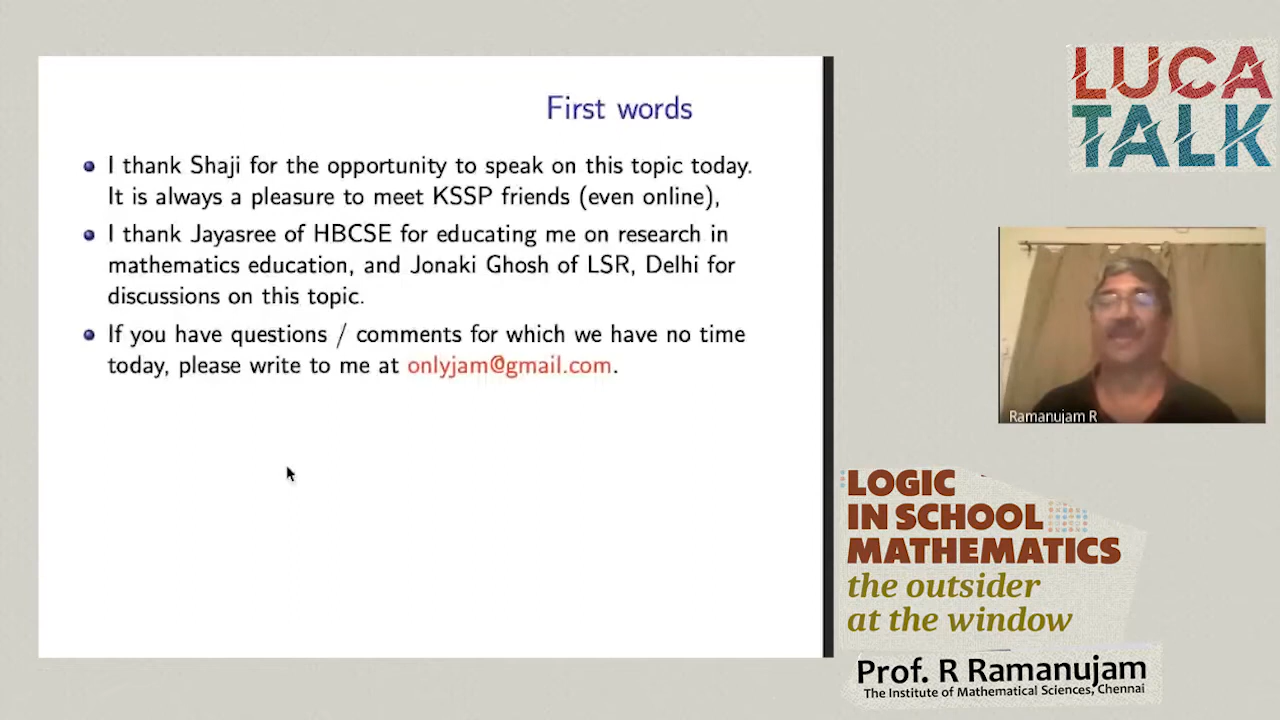 First words
I thank Shaji for the opportunity to speak on this topic today.
It is always a pleasure to meet KSSP friends (even online),
I thank Jayasree of HBCSE for educating me on research in
mathematics education, and Jonaki Ghosh of LSR, Delhi for
discussions on this topic.
If you have questions / comments for which we have no time
today, please write to me at onlyjam@gmail.com.
LUCA
TALK
Ramanujam R
LOGIC
IN SCHOOL
MATHEMATICS
the outsider
at the window
Prof. R Ramanujam
The Institute of Mathematical Sciences, Chennai